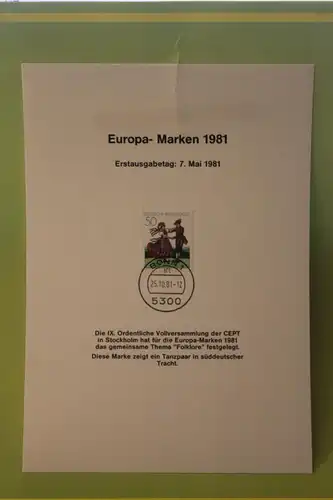 Europa- Marken 1981
Erstausgabetag: 7. Mai 1981
50
BONN 1
25.10.81-12
5300
Die IX. Ordentliche Vollversammlung der CEPT
in Stockholm hat für die Europa-Marken 1981
das gemeinsame Thema "Folklore" festgelegt.
Diese Marke zeigt ein Tanzpaar in süddeutscher
Tracht.